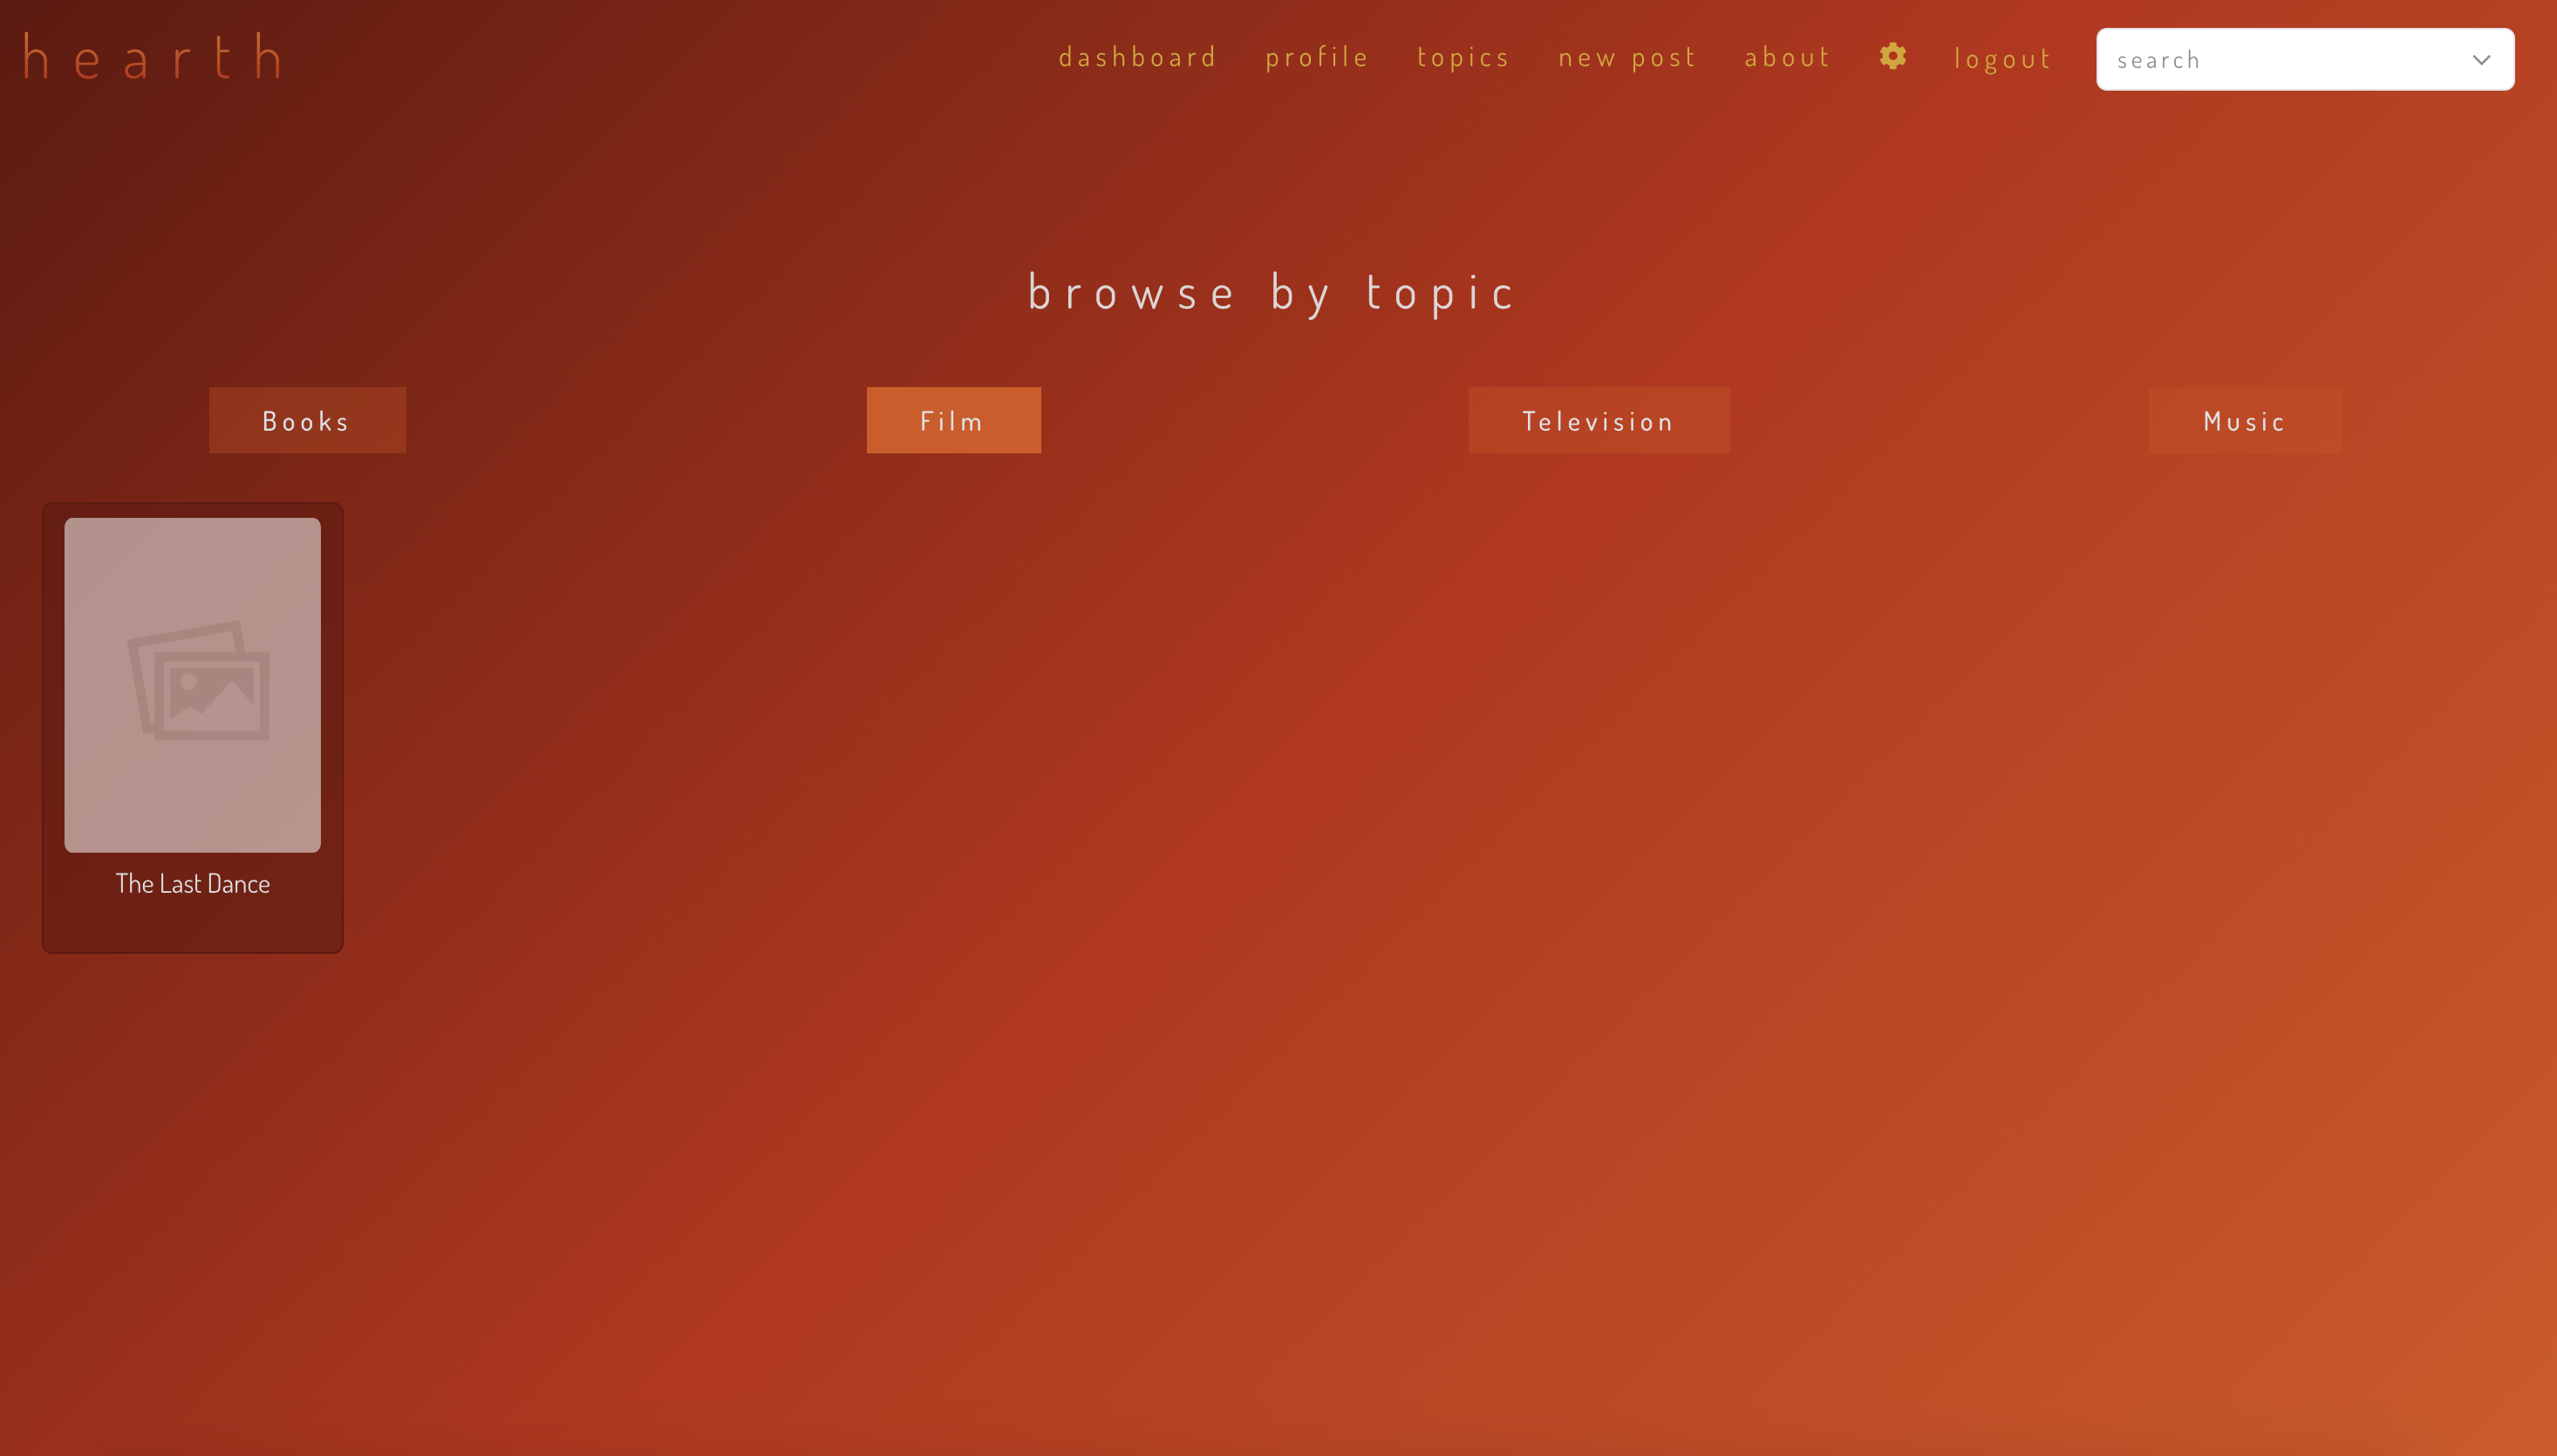 hearth
dashboard profile topics new post about logout search
browse by topic
Books Film Television Music
The Last Dance